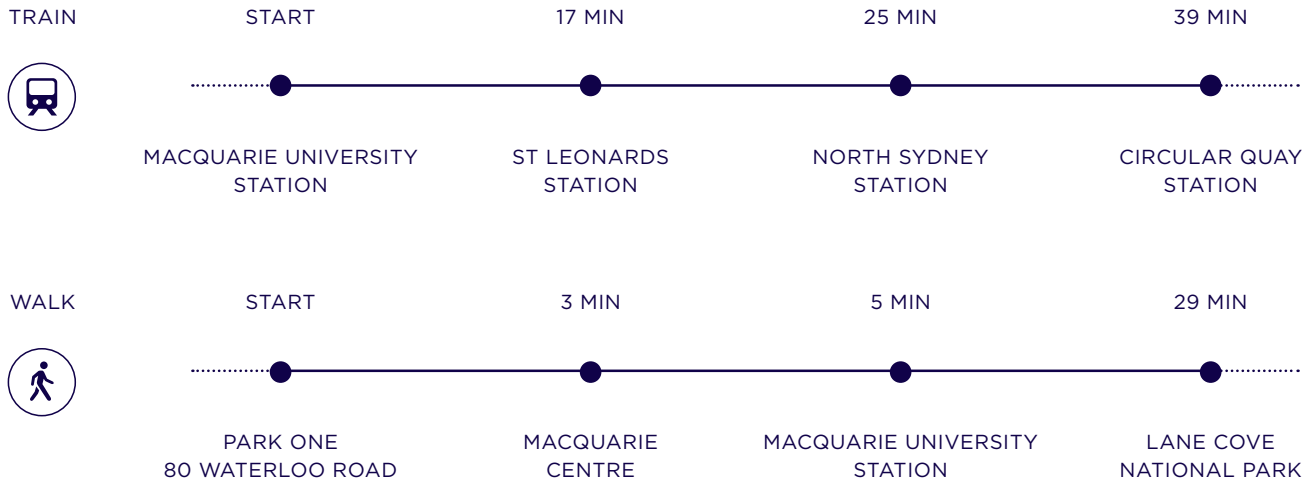 TRAIN START 17 MIN 25 MIN 39 MIN
MACQUARIE UNIVERSITY ST LEONARDS NORTH SYDNEY CIRCULAR QUAY
STATION STATION STATION STATION
WALK START 3 MIN 5 MIN 29 MIN
PARK ONE MACQUARIE MACQUARIE UNIVERSITY LANE COVE
80 WATERLOO ROAD CENTRE STATION NATIONAL PARK